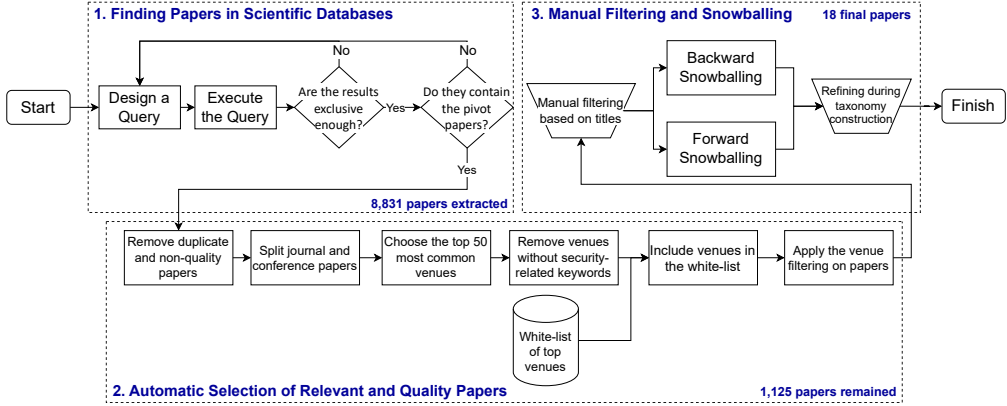 1. Finding Papers in Scientific Databases
No
No
Start
Design a
Query
Execute
the Query
Are the results
exclusive
enough?
Yes
Do they contain
the pivot
papers?
Yes
8,831 papers extracted
3. Manual Filtering and Snowballing
18 final papers
Manual filtering
based on titles
Backward
Snowballing
Forward
Snowballing
Refining during
taxonomy
construction
Finish
Remove duplicate
and non-quality
papers
Split journal and
conference papers
Choose the top 50
most common
venues
Remove venues
without security-
related keywords
Include venues in
the white-list
Apply the venue
filtering on papers
White-list
of top
venues
2. Automatic Selection of Relevant and Quality Papers
1,125 papers remained